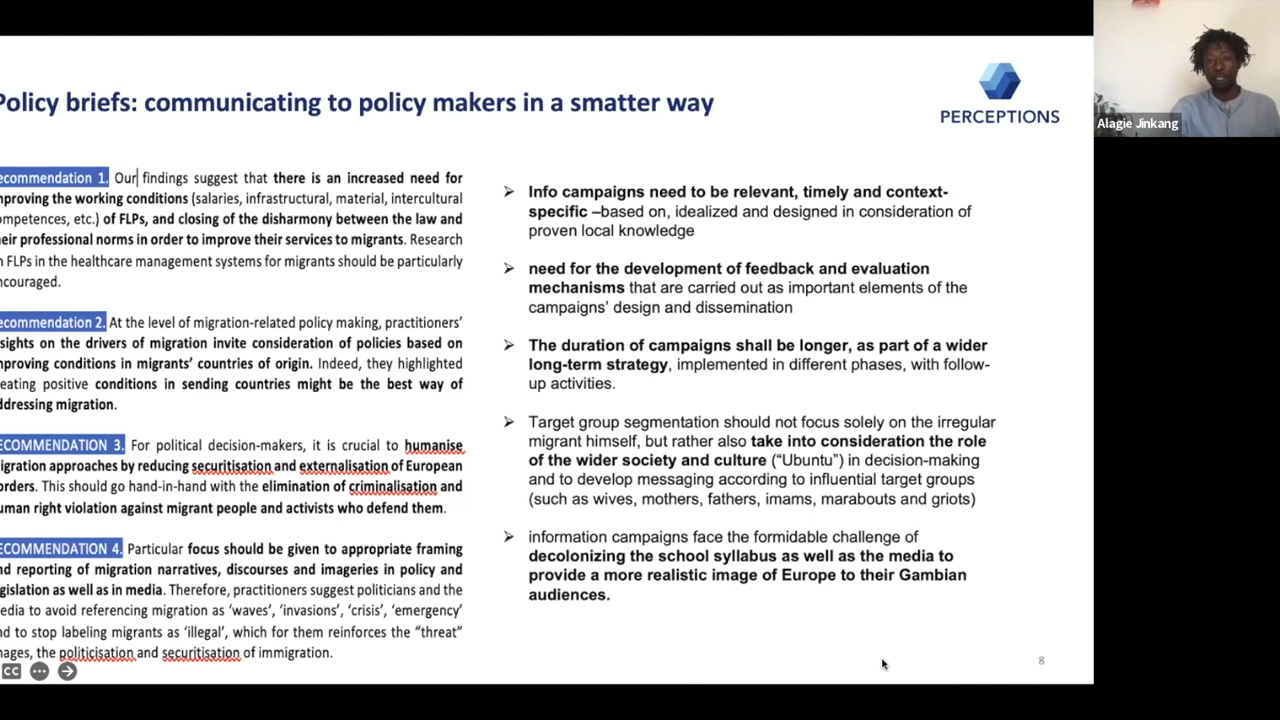 Policy briefs: communicating to policy makers in a smatter way
PERCEPTIONS
Alagie Jinkang
ecommendation 1. Our findings suggest that there is an increased need for
mproving the working conditions (salaries, infrastructural, material, intercultural
ompetences, etc.) of FLPs, and closing of the disharmony between the law and
heir professional norms in order to improve their services to migrants. Research
n FLPs in the healthcare management systems for migrants should be particularly
ncouraged.
ecommendation 2. At the level of migration-related policy making, practitioners’
sights on the drivers of migration invite consideration of policies based on
mproving conditions in migrants’ countries of origin. Indeed, they highlighted
eating positive conditions in sending countries might be the best way of
ddressing migration.
ECOMMENDATION 3. For political decision-makers, it is crucial to humanise
igration approaches by reducing securitisation and externalisation of European
orders. This should go hand-in-hand with the elimination of criminalisation and
uman right violation against migrant people and activists who defend them.
ECOMMENDATION 4. Particular focus should be given to appropriate framing
nd reporting of migration narratives, discourses and imageries in policy and
gislation as well as in media. Therefore, practitioners suggest politicians and the
edia to avoid referencing migration as ‘waves’, ‘invasions’, ‘crisis’, ‘emergency’
nd to stop labeling migrants as ‘illegal’, which for them reinforces the “threat”
nages, the politicisation and securitisation of immigration.
Info campaigns need to be relevant, timely and context-
specific –based on, idealized and designed in consideration of
proven local knowledge
need for the development of feedback and evaluation
mechanisms that are carried out as important elements of the
campaigns’ design and dissemination
The duration of campaigns shall be longer, as part of a wider
long-term strategy, implemented in different phases, with follow-
up activities.
Target group segmentation should not focus solely on the irregular
migrant himself, but rather also take into consideration the role
of the wider society and culture (“Ubuntu”) in decision-making
and to develop messaging according to influential target groups
(such as wives, mothers, fathers, imams, marabouts and griots)
information campaigns face the formidable challenge of
decolonizing the school syllabus as well as the media to
provide a more realistic image of Europe to their Gambian
audiences.
CC
8